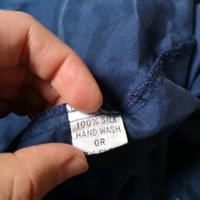 100% SILK
HAND WASH
OR